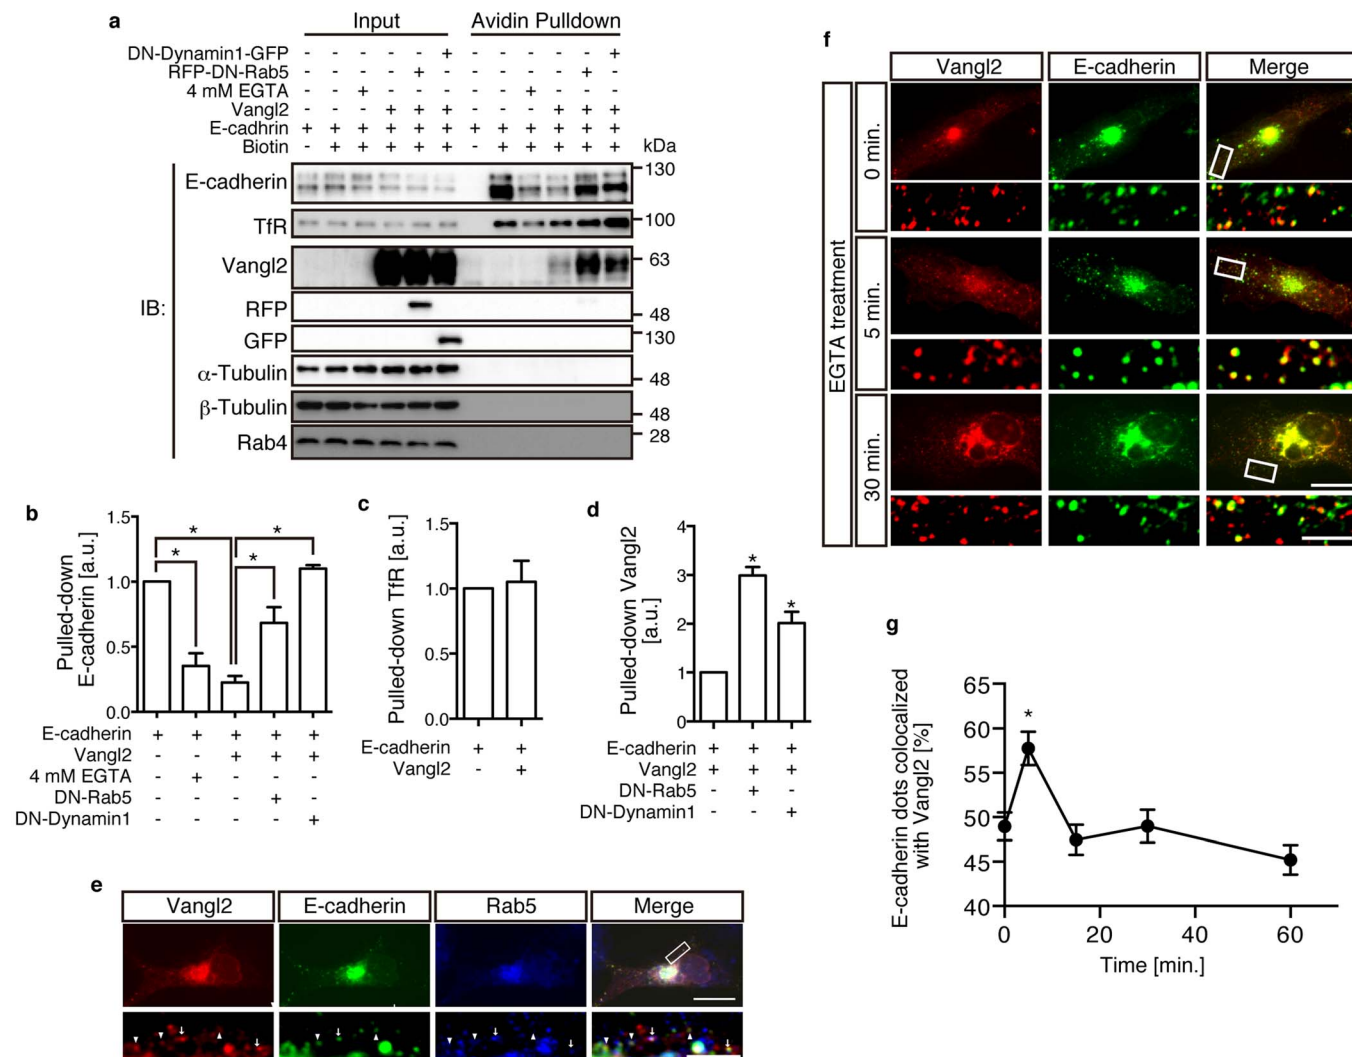 a
Input Avidin Pulldown
DN-Dynamin1-GFP - - - - - + - - - - - +
RFP-DN-Rab5 - - - - + - - - - - + -
4 mM EGTA - - + - - - - - + - - -
Vangl2 - - - + + + - - - + + +
E-cadhrin + + + + + + + + + + + +
Biotin - + + + + + - + + + + +
kDa
IB:
E-cadherin 130
TfR 100
Vangl2 63
RFP 48
GFP 130
α-Tubulin 48
β-Tubulin 48
Rab4 28
b
Pulled-down
E-cadherin [a.u.]
1.5
1.0
0.5
0.0
* * * *
E-cadherin + + + + +
Vangl2 - - + + +
4 mM EGTA - + - - -
DN-Rab5 - - - + -
DN-Dynamin1 - - - - +
c
Pulled-down TfR [a.u.]
1.5
1.0
0.5
0.0
E-cadherin + +
Vangl2 - +
d
Pulled-down Vangl2
[a.u.]
4
3
2
1
0
* *
E-cadherin + + +
Vangl2 + + +
DN-Rab5 - + -
DN-Dynamin1 - - +
e
Vangl2 E-cadherin Rab5 Merge
f
Vangl2 E-cadherin Merge
EGTA treatment
0 min.
5 min.
30 min.
g
E-cadherin dots colocalized
with Vangl2 [%]
65
60
55
50
45
40
*
0 20 40 60
Time [min.]